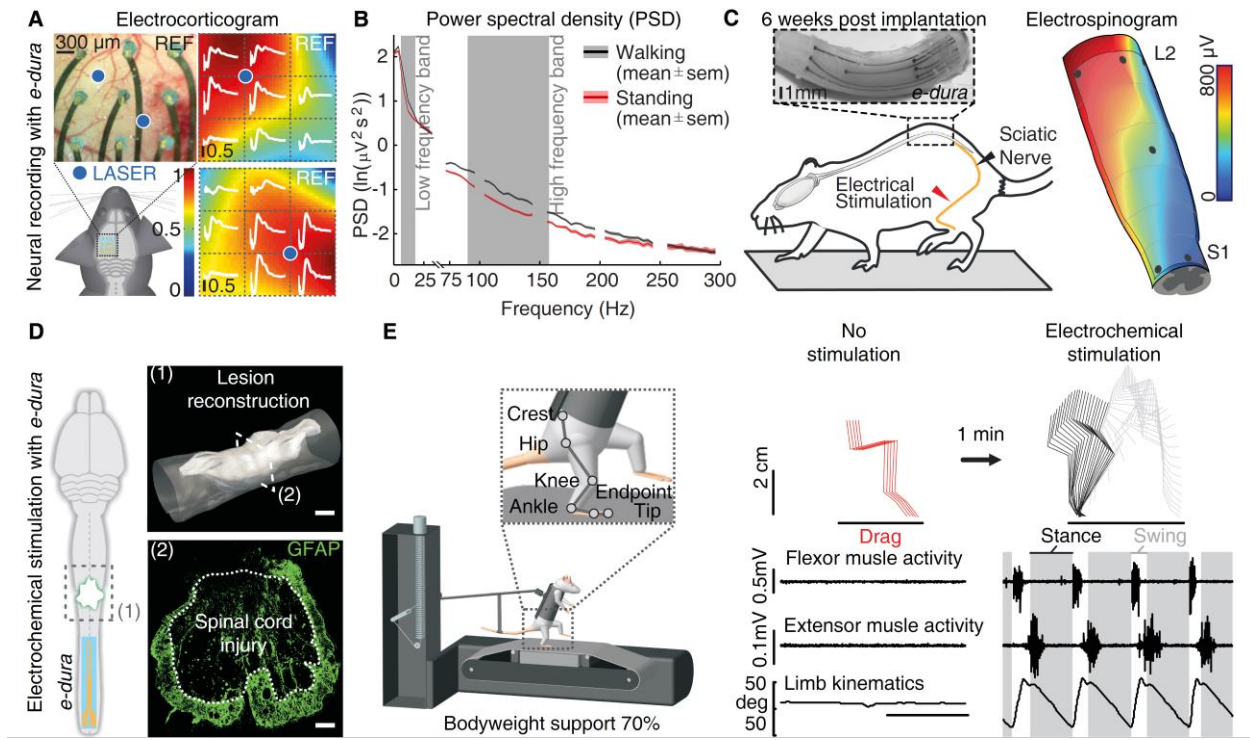 Neural recording with e-dura
A
Electrocorticogram
300 µm
REF
REF
0.5
LASER
1
0.5
0
REF
0.5
B
Power spectral density (PSD)
PSD (ln(µV² s²))
2
1
0
-1
-2
Low frequency band
High frequency band
Walking
(mean ± sem)
Standing
(mean ± sem)
0
25
75
100
150
200
250
300
Frequency (Hz)
C
6 weeks post implantation
1mm
e-dura
Sciatic
Nerve
Electrical
Stimulation
Electrospinogram
L2
S1
800
µV
0
Electrochemical stimulation with e-dura
D
e-dura
(1)
(1)
Lesion
reconstruction
(2)
(2)
GFAP
Spinal cord
injury
E
Crest
Hip
Knee
Ankle
Endpoint
Tip
Bodyweight support 70%
No
stimulation
1 min
Electrochemical
stimulation
2 cm
Drag
Stance
Swing
Flexor musle activity
0.5mV
Extensor musle activity
0.1mV
Limb kinematics
50
deg
50